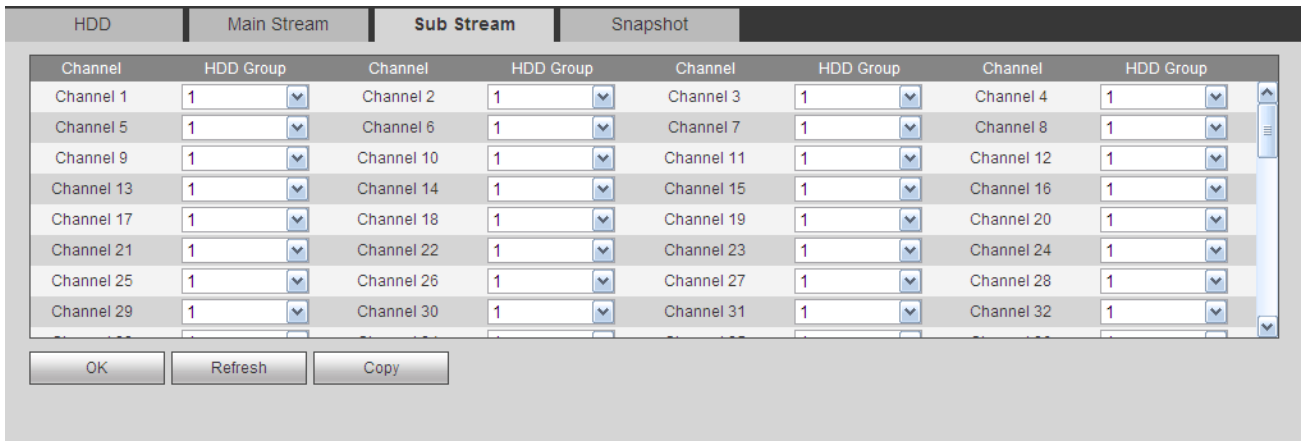 HDD Main Stream Sub Stream Snapshot
Channel HDD Group Channel HDD Group Channel HDD Group Channel HDD Group
Channel 1 1 Channel 2 1 Channel 3 1 Channel 4 1
Channel 5 1 Channel 6 1 Channel 7 1 Channel 8 1
Channel 9 1 Channel 10 1 Channel 11 1 Channel 12 1
Channel 13 1 Channel 14 1 Channel 15 1 Channel 16 1
Channel 17 1 Channel 18 1 Channel 19 1 Channel 20 1
Channel 21 1 Channel 22 1 Channel 23 1 Channel 24 1
Channel 25 1 Channel 26 1 Channel 27 1 Channel 28 1
Channel 29 1 Channel 30 1 Channel 31 1 Channel 32 1
OK Refresh Copy